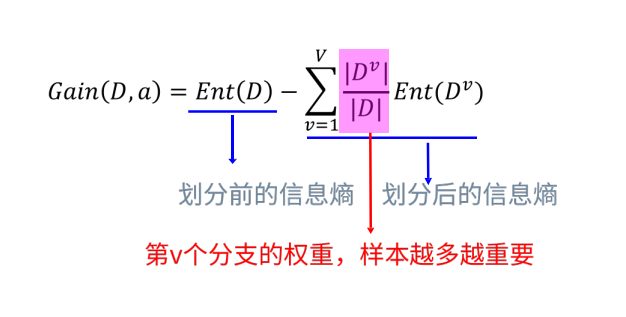 Gain(D,a) = Ent(D) − ∑_{v=1}^{V} |D^v|/|D| Ent(D^v)
划分前的信息熵 划分后的信息熵
第v个分支的权重，样本越多越重要